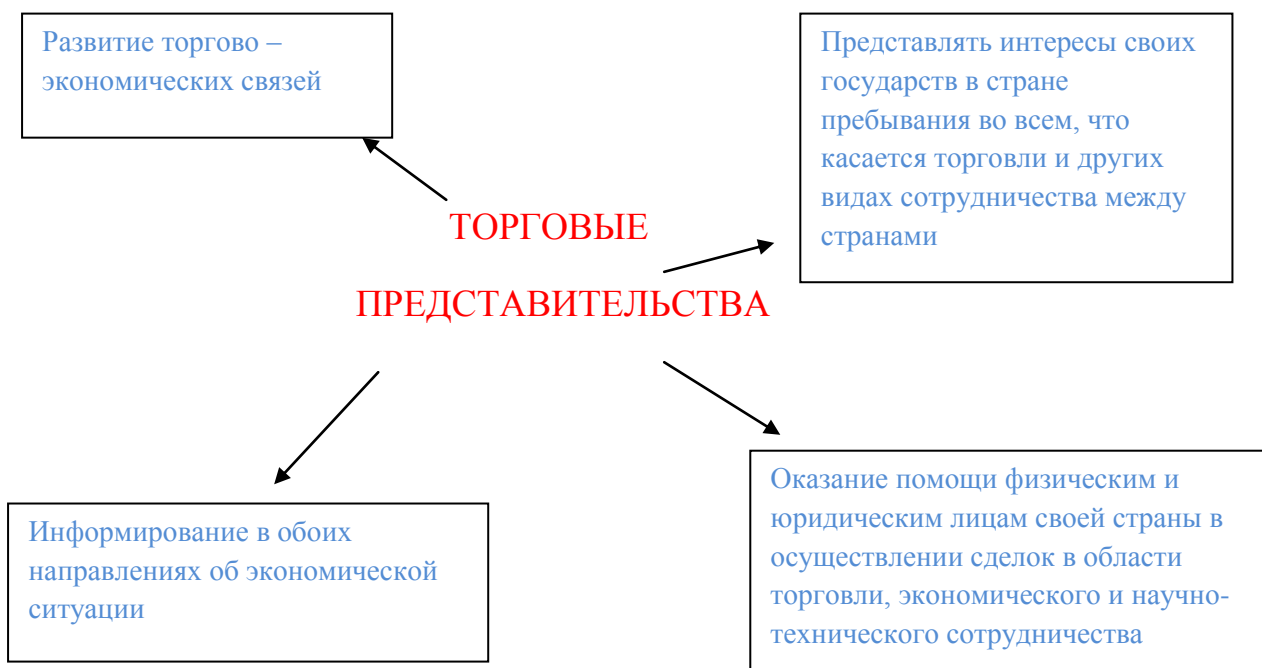 Развитие торгово –
экономических связей
Представлять интересы своих
государств в стране
пребывания во всем, что
касается торговли и других
видах сотрудничества между
странами
ТОРГОВЫЕ
ПРЕДСТАВИТЕЛЬСТВА
Информирование в обоих
направлениях об экономической
ситуации
Оказание помощи физическим и
юридическим лицам своей страны в
осуществлении сделок в области
торговли, экономического и научно-
технического сотрудничества